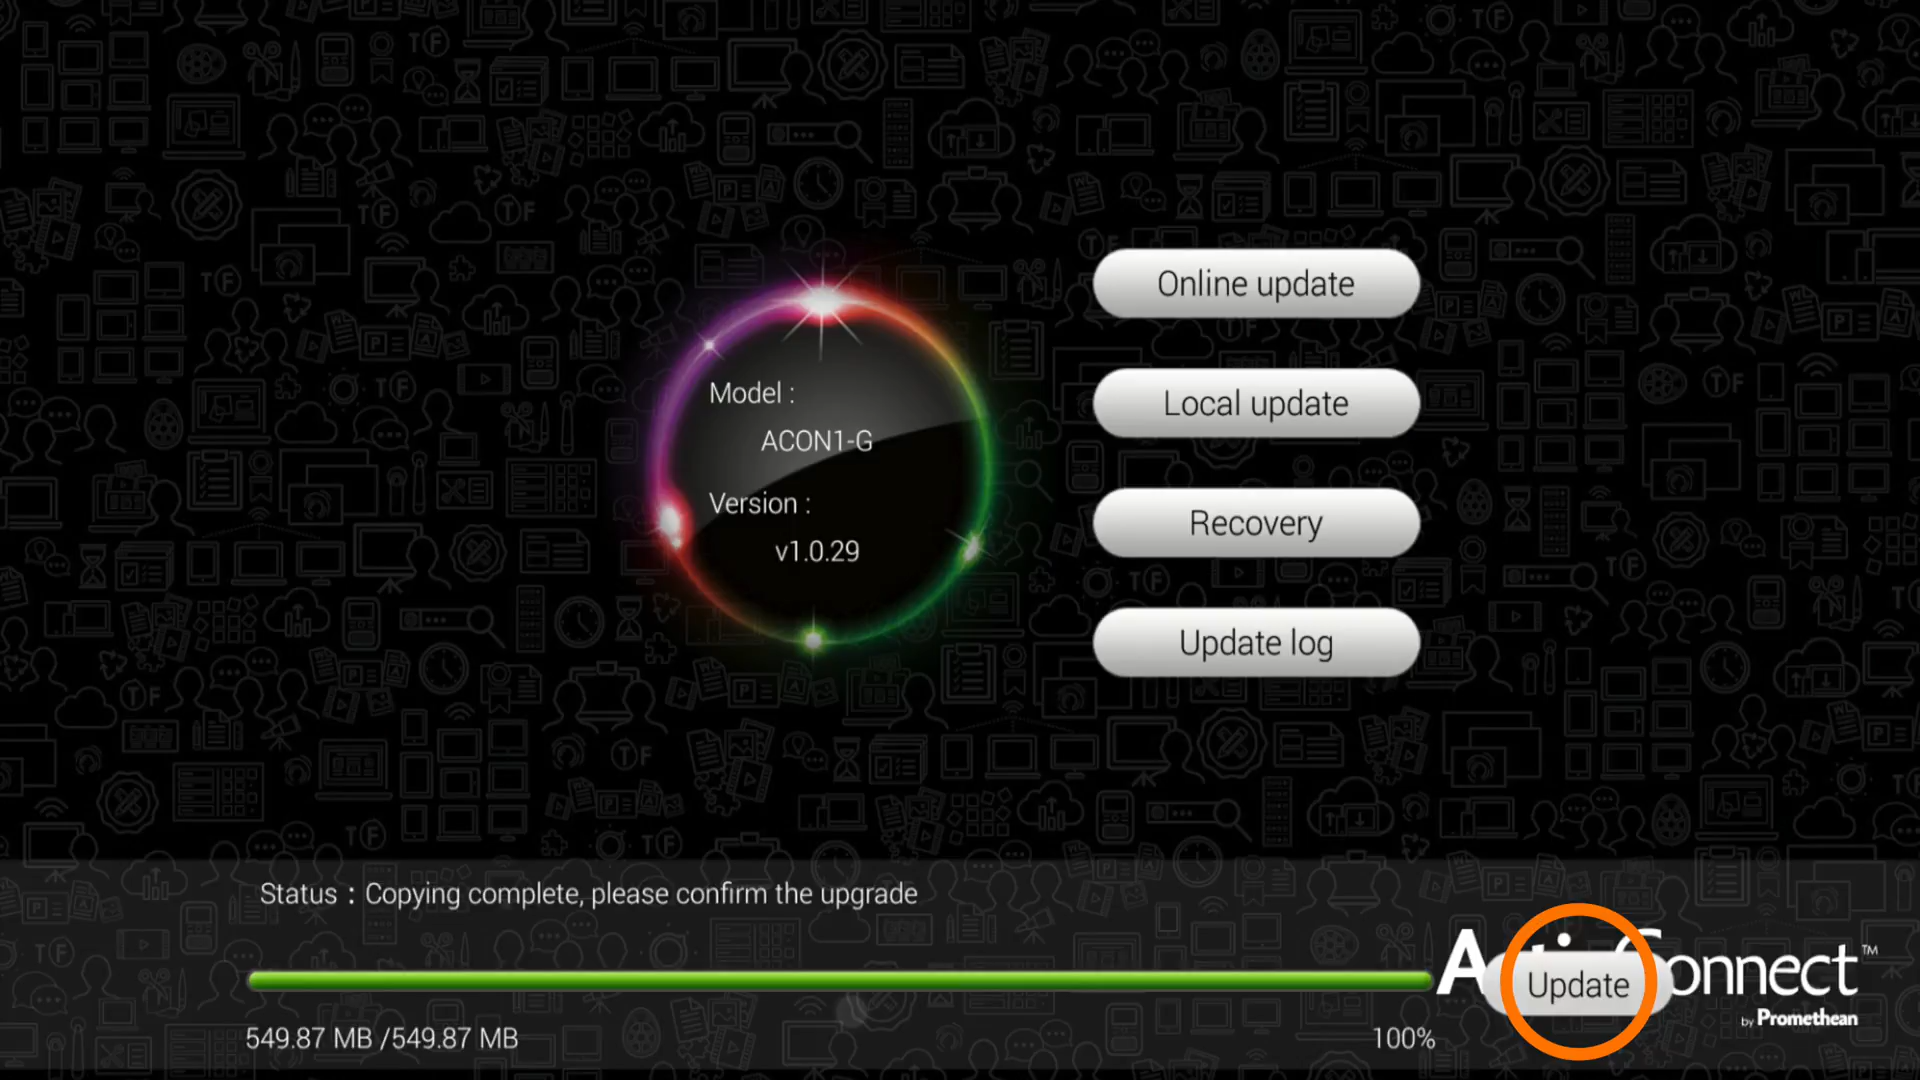 Model :
ACON1-G
Version :
v1.0.29
Online update
Local update
Recovery
Update log
Status : Copying complete, please confirm the upgrade
Update
onnect™
by Promethean
549.87 MB /549.87 MB
100%